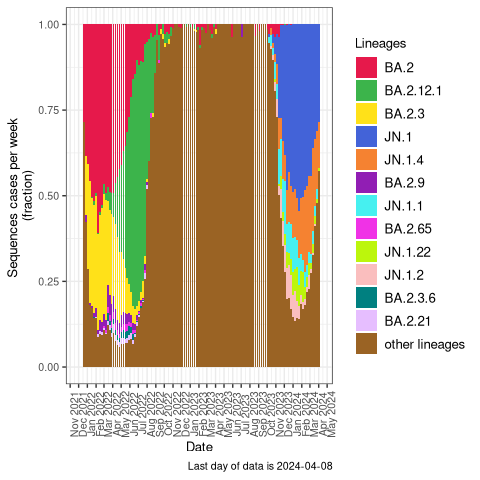 1.00
0.75
0.50
0.25
0.00
Sequences cases per week
(fraction)
Nov 2021
Dec 2021
Jan 2022
Feb 2022
Mar 2022
Apr 2022
May 2022
Jun 2022
Jul 2022
Aug 2022
Sep 2022
Oct 2022
Nov 2022
Dec 2022
Jan 2023
Feb 2023
Mar 2023
Apr 2023
May 2023
Jun 2023
Jul 2023
Aug 2023
Sep 2023
Oct 2023
Nov 2023
Dec 2023
Jan 2024
Feb 2024
Mar 2024
Apr 2024
May 2024
Date
Lineages
BA.2
BA.2.12.1
BA.2.3
JN.1
JN.1.4
BA.2.9
JN.1.1
BA.2.65
JN.1.22
JN.1.2
BA.2.3.6
BA.2.21
other lineages
Last day of data is 2024-04-08